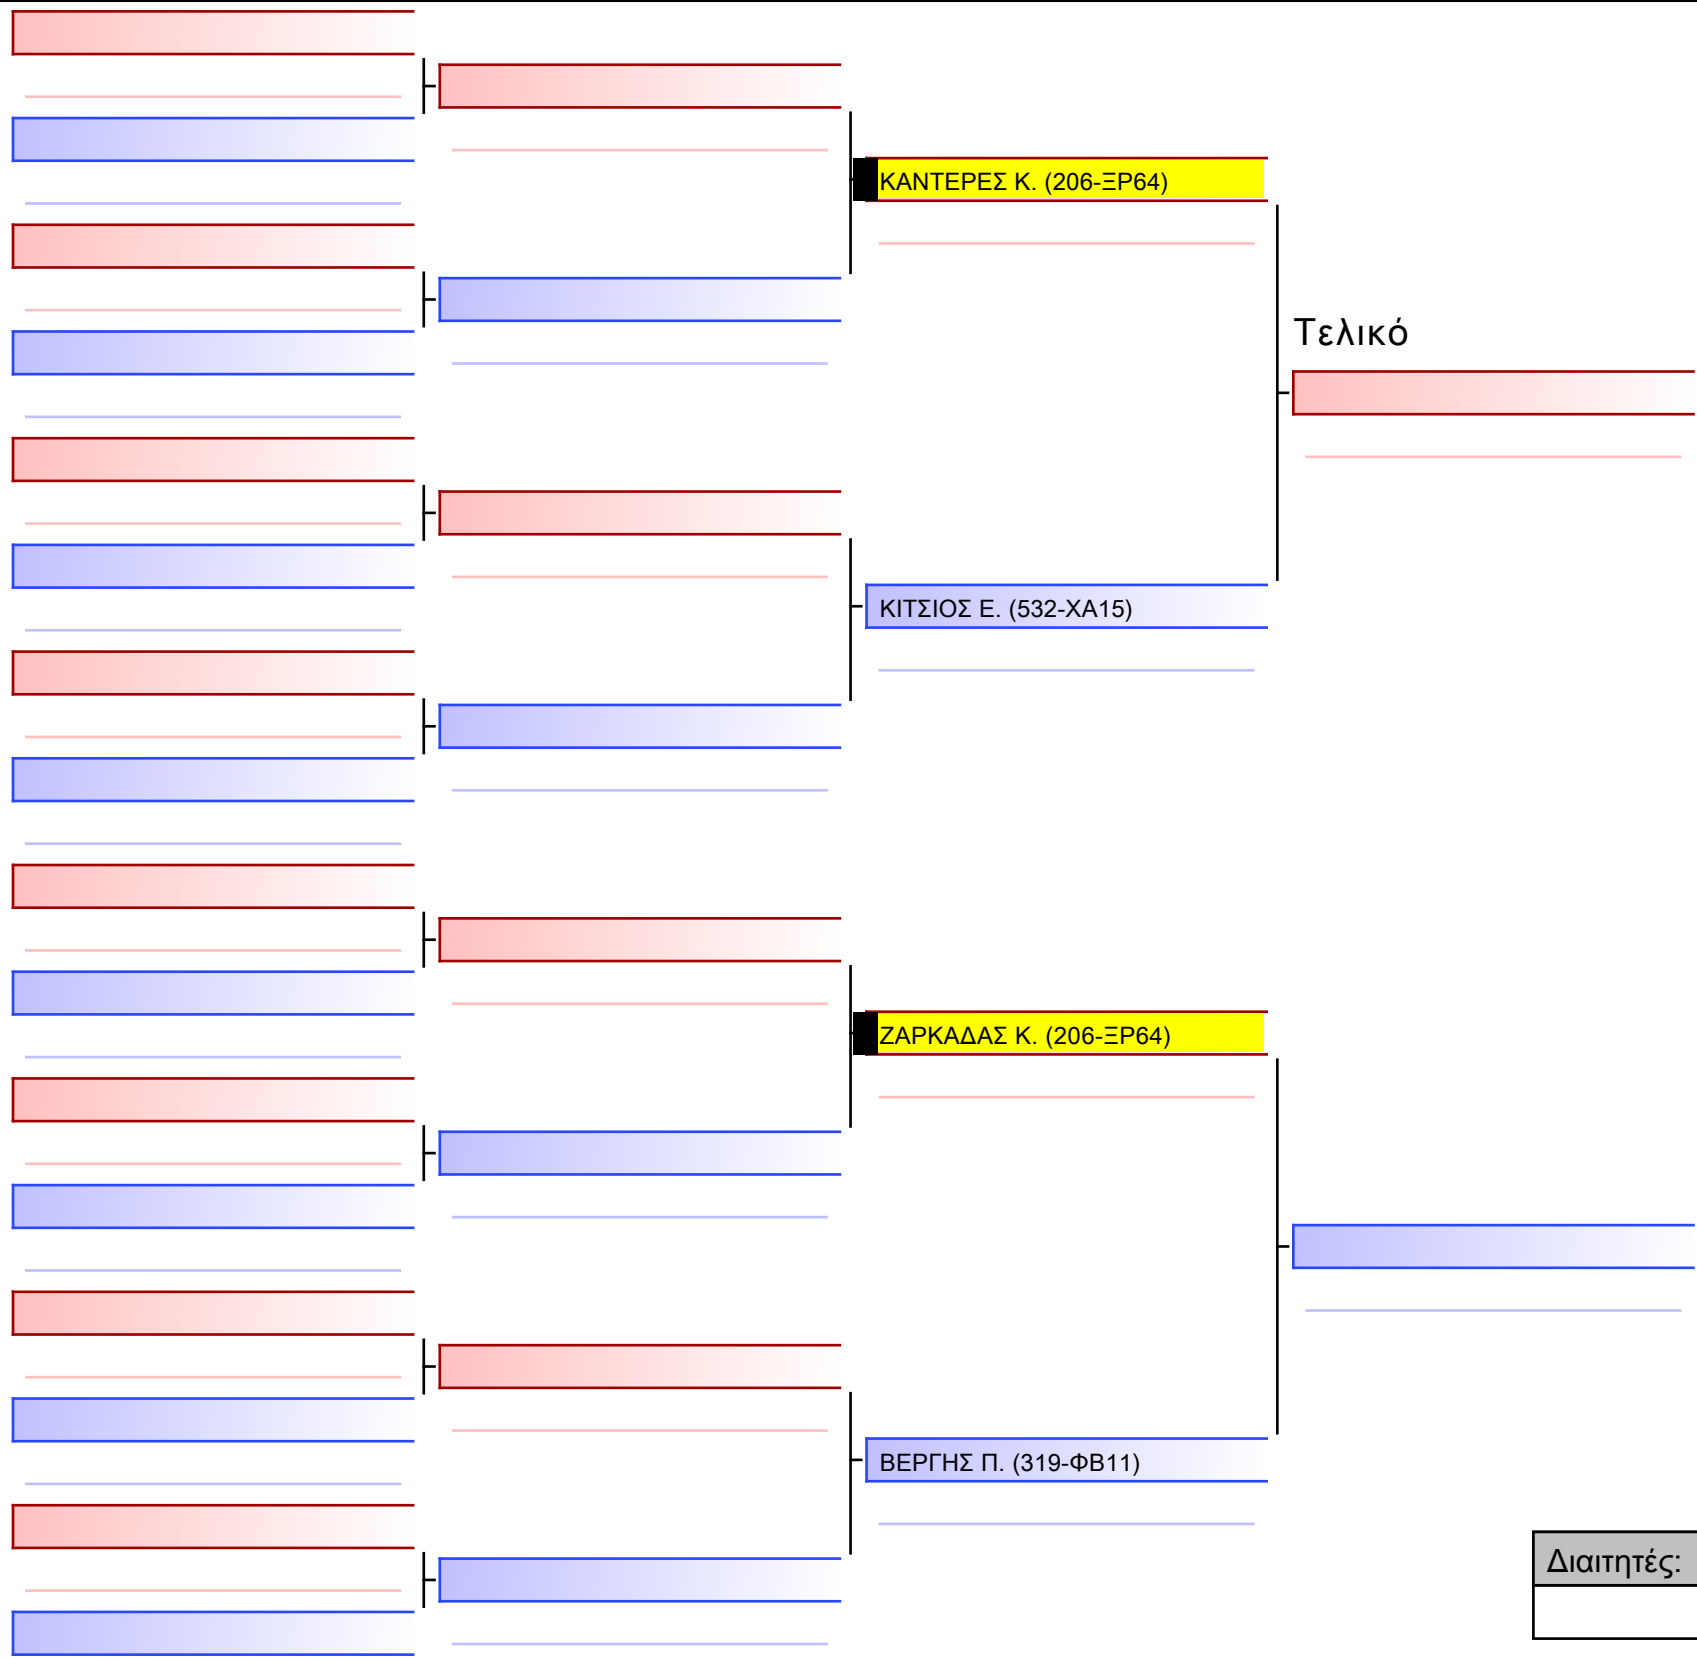 ΚΑΝΤΕΡΕΣ Κ. (206-ΞΡ64)
Τελικό
ΚΙΤΣΙΟΣ Ε. (532-ΧΑ15)
ΖΑΡΚΑΔΑΣ Κ. (206-ΞΡ64)
ΒΕΡΓΗΣ Π. (319-ΦΒ11)
Διαιτητές: